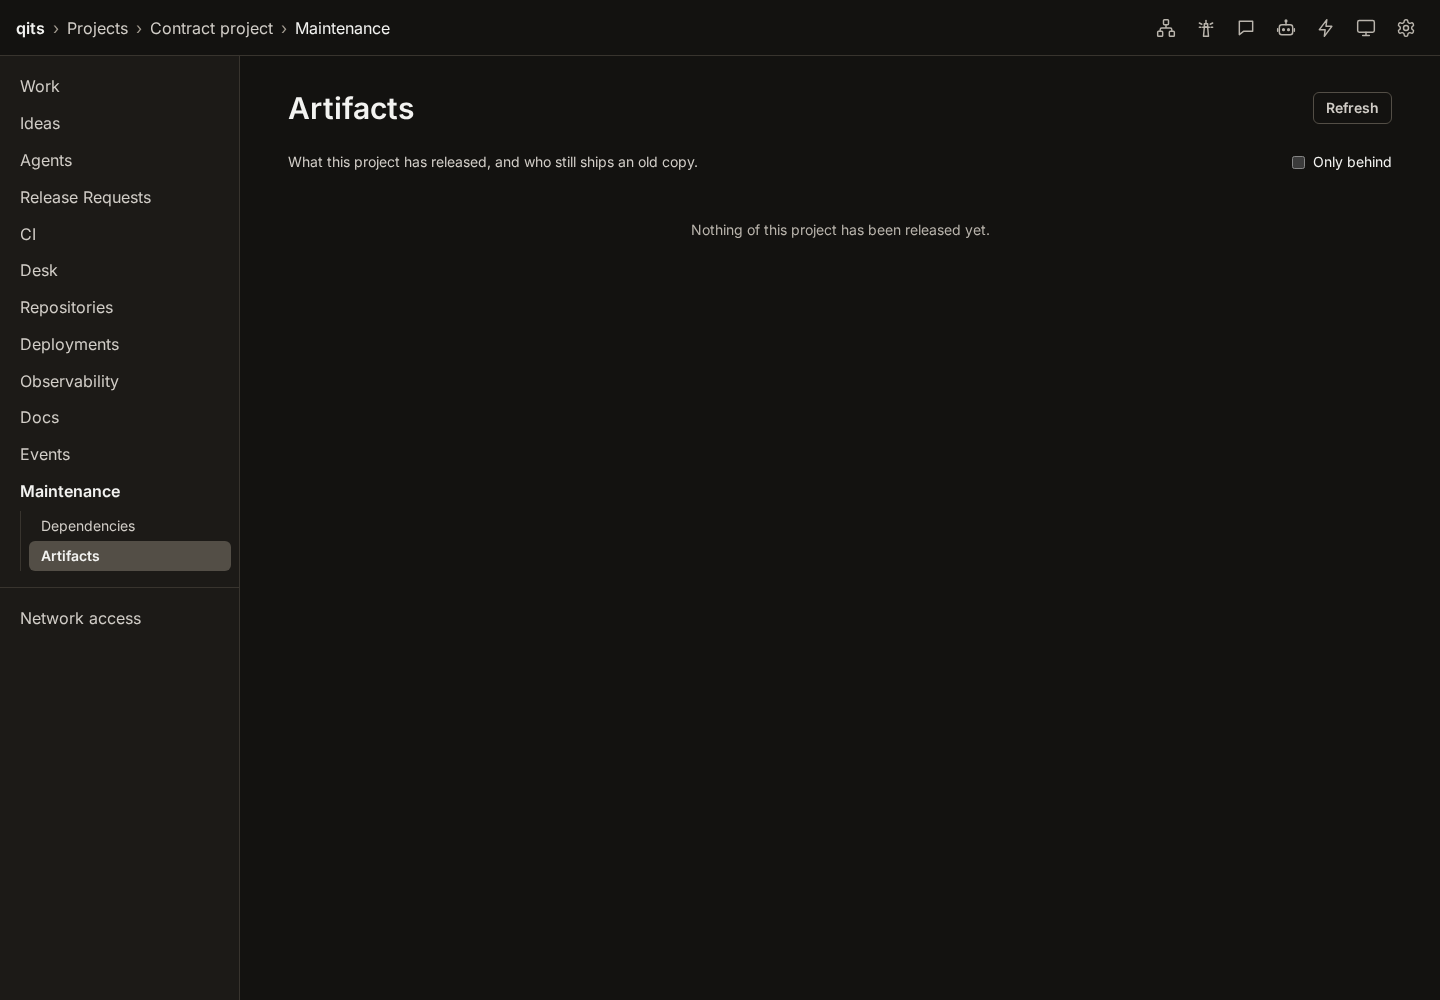 qits › Projects › Contract project › Maintenance
Work
Ideas
Agents
Release Requests
CI
Desk
Repositories
Deployments
Observability
Docs
Events
Maintenance
Dependencies
Artifacts
Network access
Artifacts
Refresh
What this project has released, and who still ships an old copy.
Only behind
Nothing of this project has been released yet.